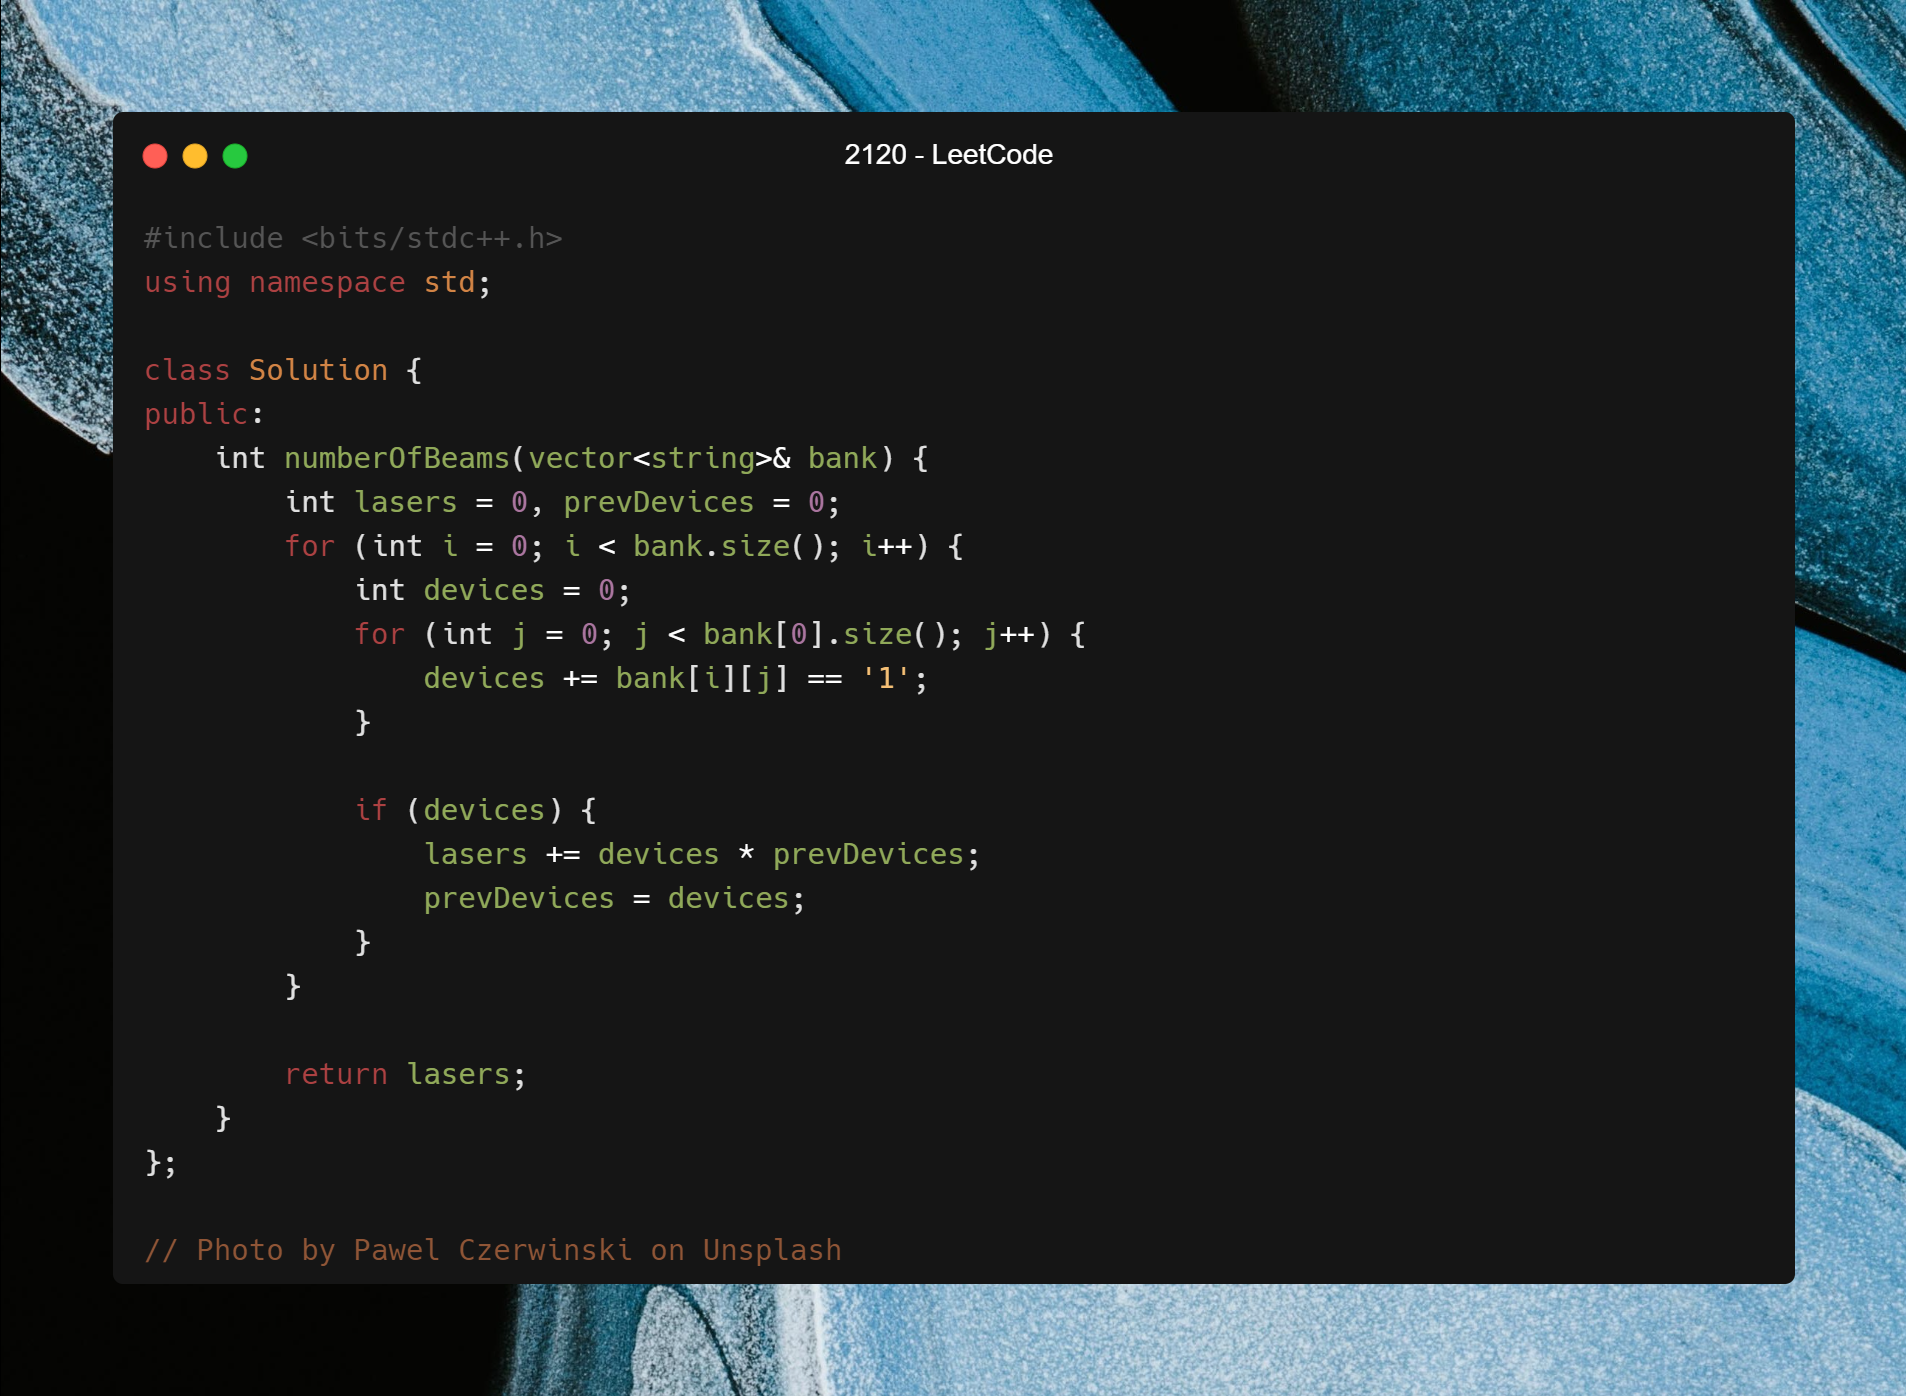 2120 - LeetCode
#include <bits/stdc++.h>
using namespace std;
class Solution {
public:
    int numberOfBeams(vector<string>& bank) {
        int lasers = 0, prevDevices = 0;
        for (int i = 0; i < bank.size(); i++) {
            int devices = 0;
            for (int j = 0; j < bank[0].size(); j++) {
                devices += bank[i][j] == '1';
            }
            if (devices) {
                lasers += devices * prevDevices;
                prevDevices = devices;
            }
        }
        return lasers;
    }
};
// Photo by Pawel Czerwinski on Unsplash